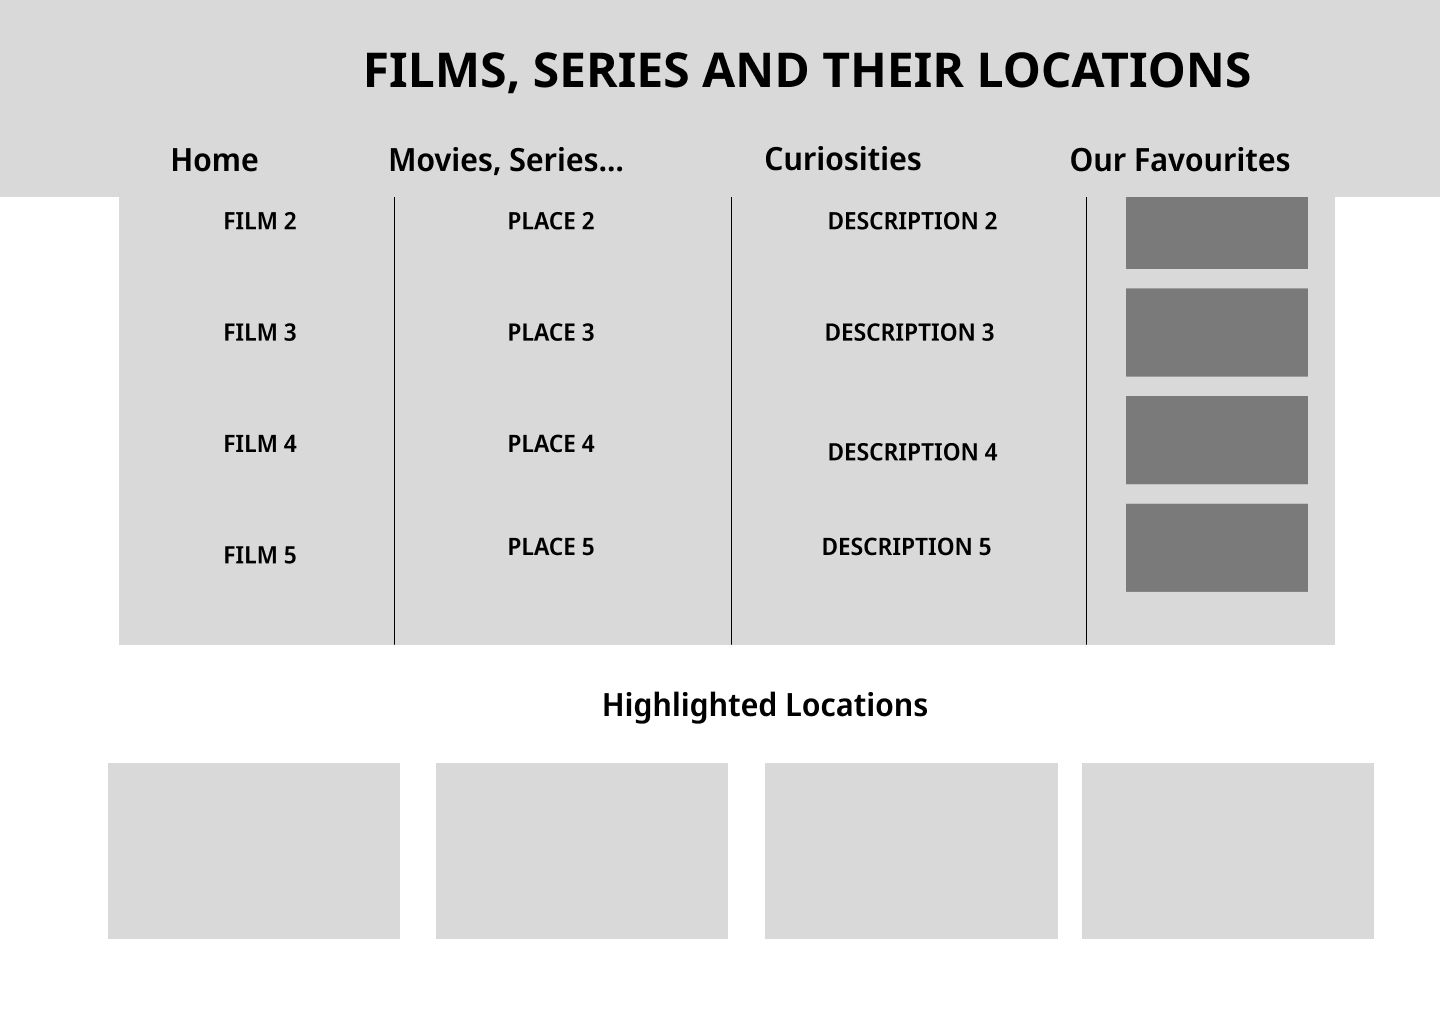 FILMS, SERIES AND THEIR LOCATIONS
Home Movies, Series... Curiosities Our Favourites
FILM 2 PLACE 2 DESCRIPTION 2
FILM 3 PLACE 3 DESCRIPTION 3
FILM 4 PLACE 4 DESCRIPTION 4
FILM 5 PLACE 5 DESCRIPTION 5
Highlighted Locations